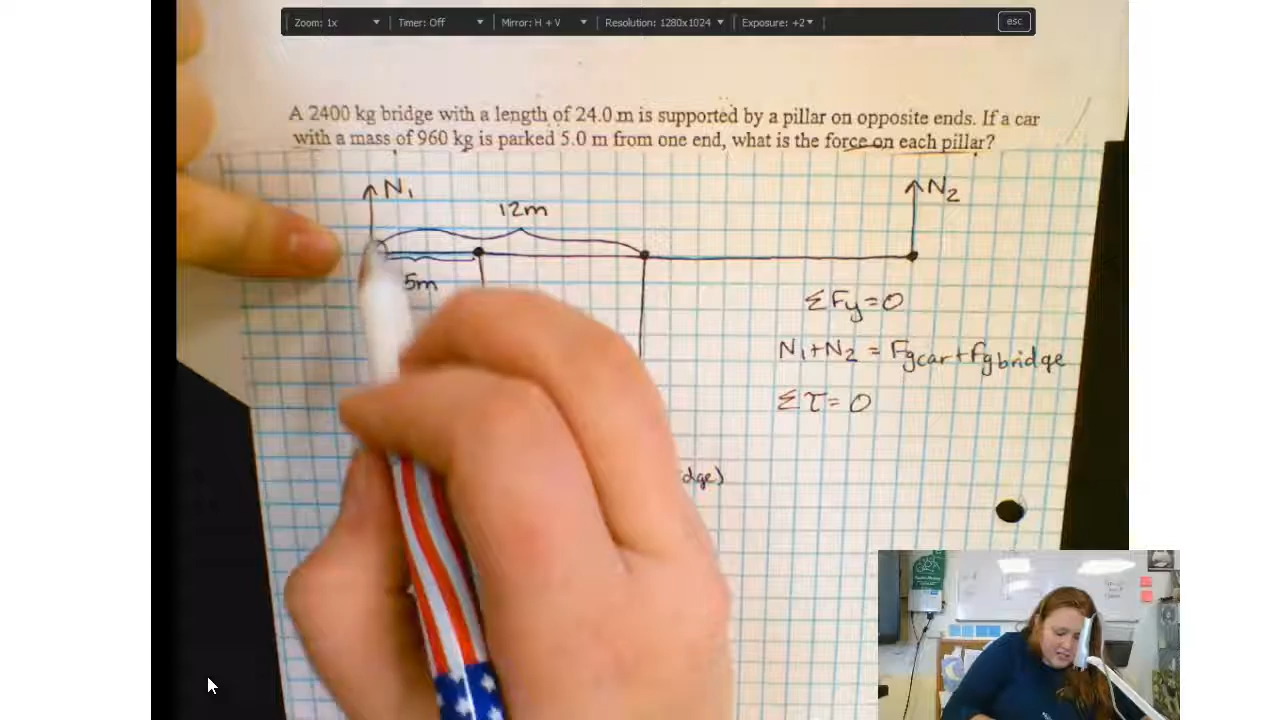 Zoom: 1x Timer: Off Mirror: H + V Resolution: 1280x1024 Exposure: +2 esc
A 2400 kg bridge with a length of 24.0 m is supported by a pillar on opposite ends. If a car
with a mass of 960 kg is parked 5.0 m from one end, what is the force on each pillar?
N₁ N₂
12m
5m
ΣFy=0
N₁+N₂ = Fgcar+Fgbridge
Στ=0
dge)